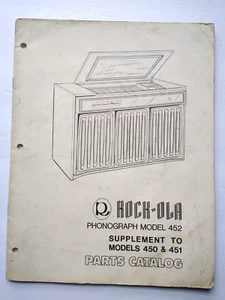 ROCK-OLA
PHONOGRAPH MODEL 452
SUPPLEMENT TO
MODELS 450 & 451
PARTS CATALOG